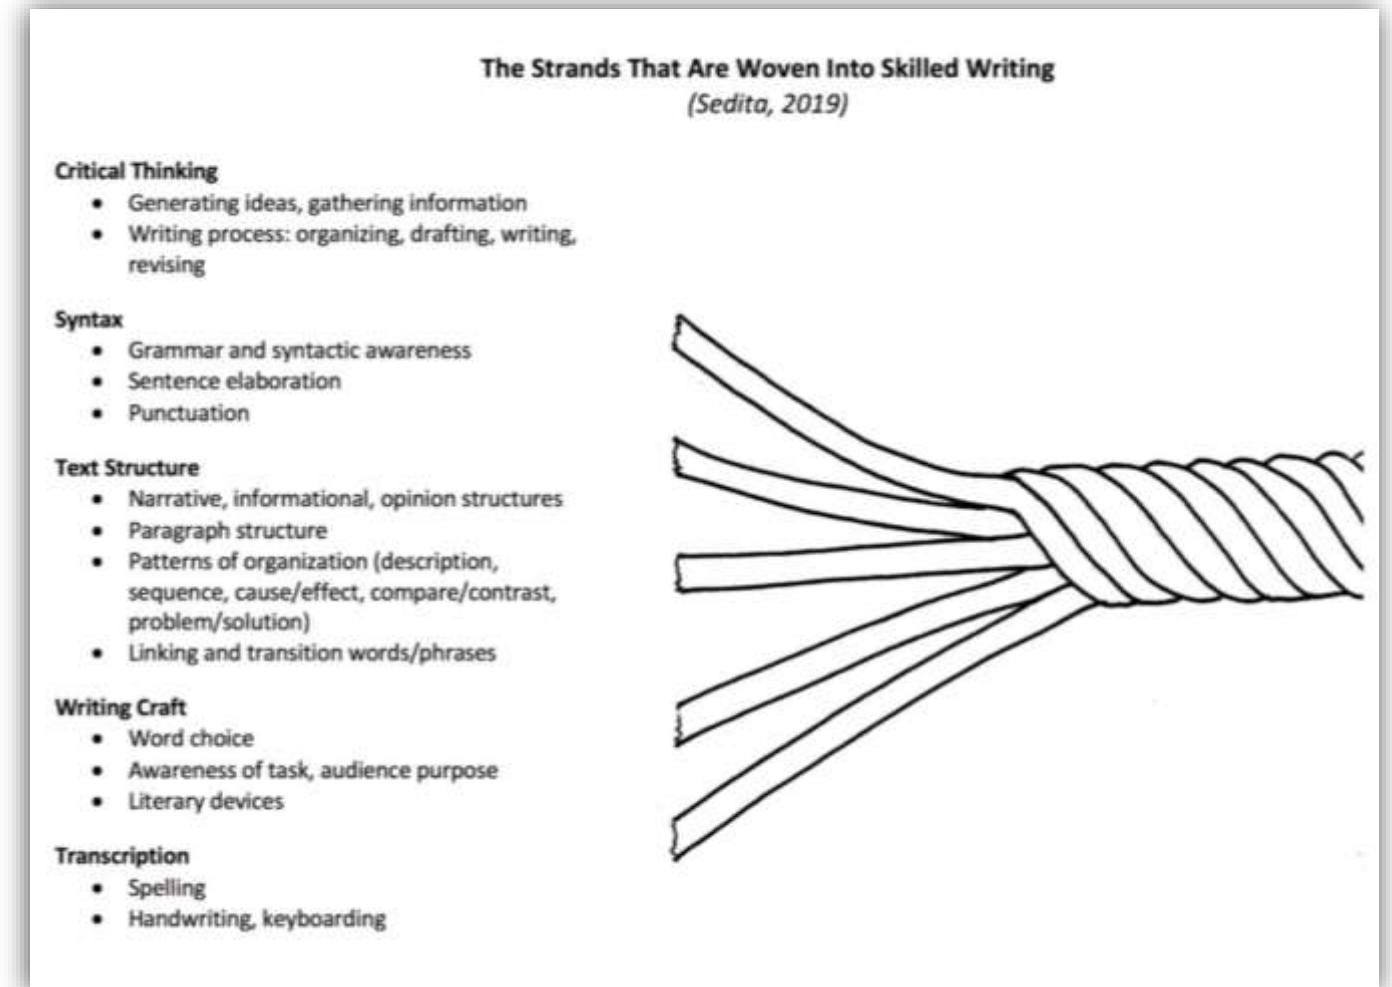 The Strands That Are Woven Into Skilled Writing
(Sedita, 2019)
Critical Thinking
• Generating ideas, gathering information
• Writing process: organizing, drafting, writing,
revising
Syntax
• Grammar and syntactic awareness
• Sentence elaboration
• Punctuation
Text Structure
• Narrative, informational, opinion structures
• Paragraph structure
• Patterns of organization (description,
sequence, cause/effect, compare/contrast,
problem/solution)
• Linking and transition words/phrases
Writing Craft
• Word choice
• Awareness of task, audience purpose
• Literary devices
Transcription
• Spelling
• Handwriting, keyboarding